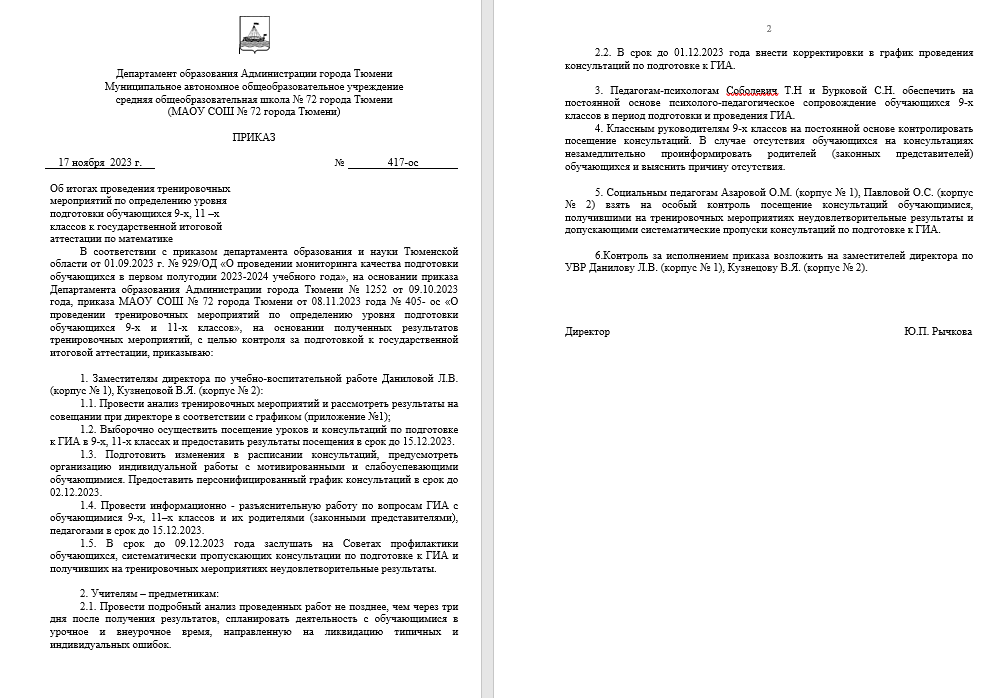 Департамент образования Администрации города Тюмени
Муниципальное автономное общеобразовательное учреждение
средняя общеобразовательная школа № 72 города Тюмени
(МАОУ СОШ № 72 города Тюмени)
ПРИКАЗ
17 ноября 2023 г. № 417-ос
Об итогах проведения тренировочных
мероприятий по определению уровня
подготовки обучающихся 9-х, 11 –х
классов к государственной итоговой
аттестации по математике
В соответствии с приказом департамента образования и науки Тюменской
области от 01.09.2023 г. № 929/ОД «О проведении мониторинга качества подготовки
обучающихся в первом полугодии 2023-2024 учебного года», на основании приказа
Департамента образования Администрации города Тюмени № 1252 от 09.10.2023
года, приказа МАОУ СОШ № 72 города Тюмени от 08.11.2023 года № 405- ос «О
проведении тренировочных мероприятий по определению уровня подготовки
обучающихся 9-х и 11-х классов», на основании полученных результатов
тренировочных мероприятий, с целью контроля за подготовкой к государственной
итоговой аттестации, приказываю:
1. Заместителям директора по учебно-воспитательной работе Даниловой Л.В.
(корпус № 1), Кузнецовой В.Я. (корпус № 2):
1.1. Провести анализ тренировочных мероприятий и рассмотреть результаты на
совещании при директоре в соответствии с графиком (приложение №1);
1.2. Выборочно осуществить посещение уроков и консультаций по подготовке
к ГИА в 9-х, 11-х классах и предоставить результаты посещения в срок до 15.12.2023.
1.3. Подготовить изменения в расписании консультаций, предусмотреть
организацию индивидуальной работы с мотивированными и слабоуспевающими
обучающимися. Предоставить персонифицированный график консультаций в срок до
02.12.2023.
1.4. Провести информационно - разъяснительную работу по вопросам ГИА с
обучающимися 9-х, 11–х классов и их родителями (законными представителями),
педагогами в срок до 15.12.2023.
1.5. В срок до 09.12.2023 года заслушать на Советах профилактики
обучающихся, систематически пропускающих консультации по подготовке к ГИА и
получивших на тренировочных мероприятиях неудовлетворительные результаты.
2. Учителям – предметникам:
2.1. Провести подробный анализ проведенных работ не позднее, чем через три
дня после получения результатов, спланировать деятельность с обучающимися в
урочное и внеурочное время, направленную на ликвидацию типичных и
индивидуальных ошибок.
2
2.2. В срок до 01.12.2023 года внести корректировки в график проведения
консультаций по подготовке к ГИА.
3. Педагогам-психологам Соболевич Т.Н и Бурковой С.Н. обеспечить на
постоянной основе психолого-педагогическое сопровождение обучающихся 9-х
классов в период подготовки и проведения ГИА.
4. Классным руководителям 9-х классов на постоянной основе контролировать
посещение консультаций. В случае отсутствия обучающихся на консультациях
незамедлительно проинформировать родителей (законных представителей)
обучающихся и выяснить причину отсутствия.
5. Социальным педагогам Азаровой О.М. (корпус № 1), Павловой О.С. (корпус
№ 2) взять на особый контроль посещение консультаций обучающимися,
получившими на тренировочных мероприятиях неудовлетворительные результаты и
допускающими систематические пропуски консультаций по подготовке к ГИА.
6.Контроль за исполнением приказа возложить на заместителей директора по
УВР Данилову Л.В. (корпус № 1), Кузнецову В.Я. (корпус № 2).
Директор Ю.П. Рычкова